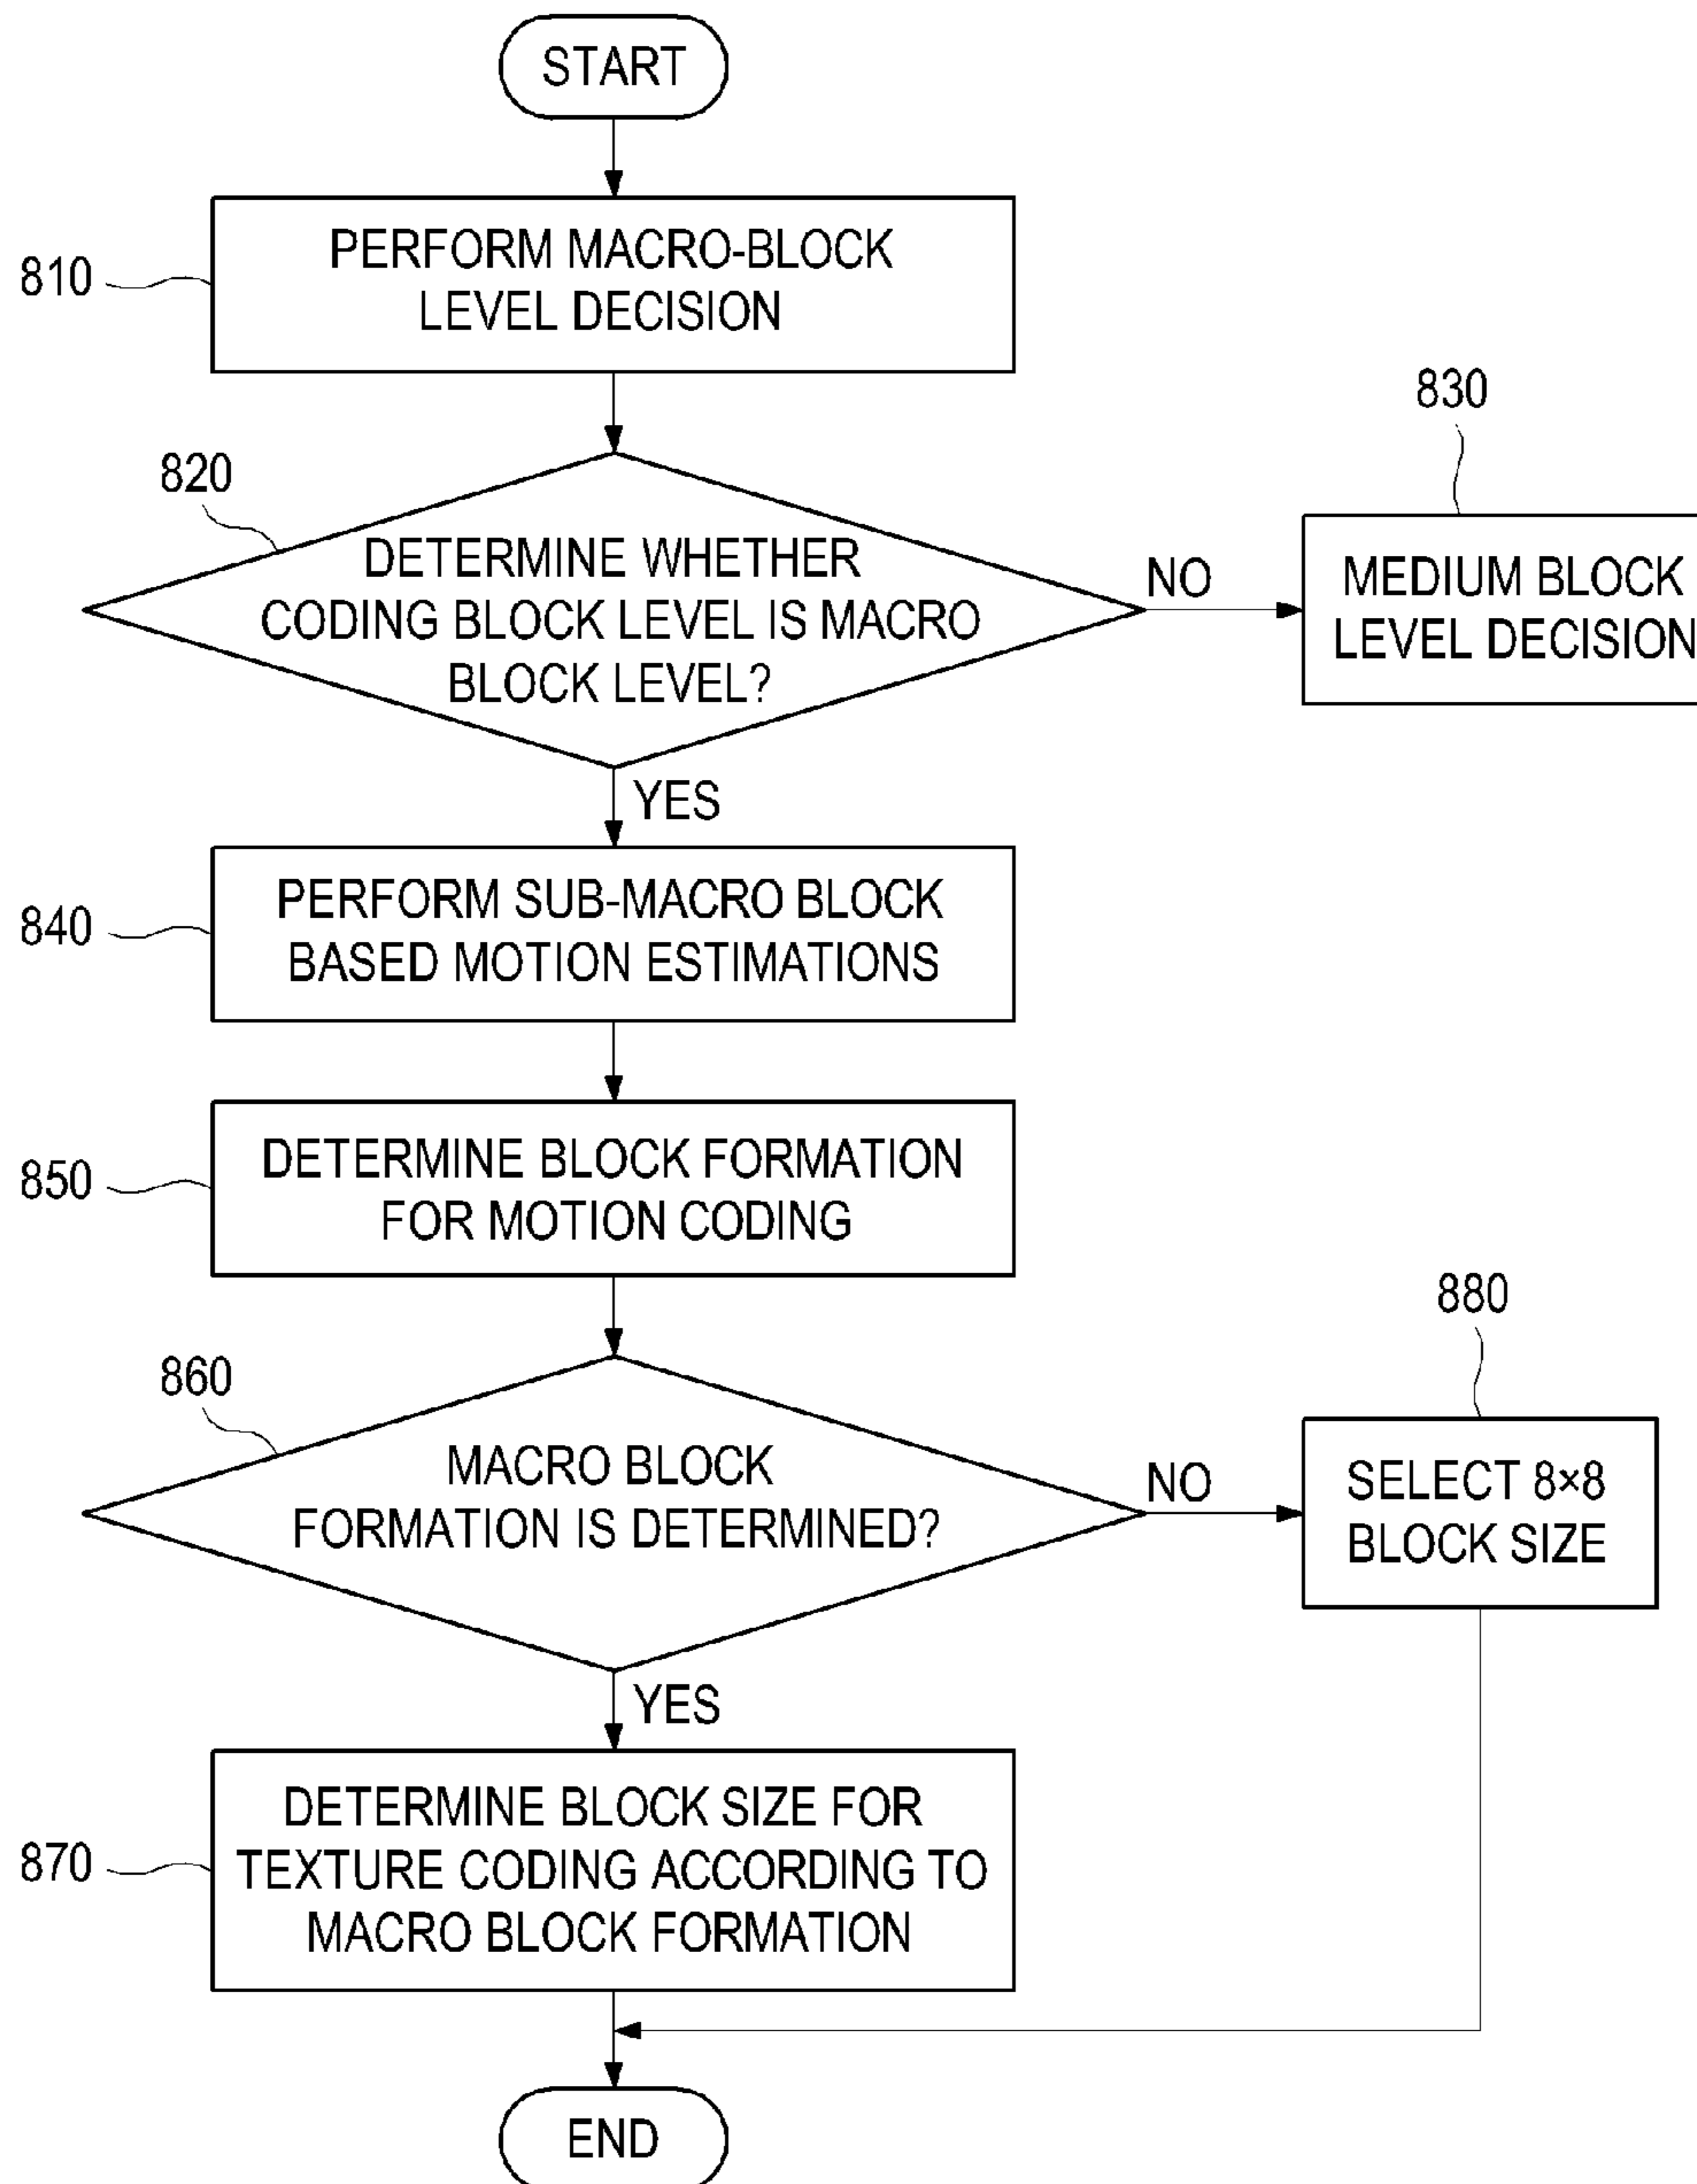 START
810
PERFORM MACRO-BLOCK
LEVEL DECISION
820
DETERMINE WHETHER
CODING BLOCK LEVEL IS MACRO
BLOCK LEVEL?
NO
830
MEDIUM BLOCK
LEVEL DECISION
YES
840
PERFORM SUB-MACRO BLOCK
BASED MOTION ESTIMATIONS
850
DETERMINE BLOCK FORMATION
FOR MOTION CODING
860
MACRO BLOCK
FORMATION IS DETERMINED?
NO
880
SELECT 8×8
BLOCK SIZE
YES
870
DETERMINE BLOCK SIZE FOR
TEXTURE CODING ACCORDING TO
MACRO BLOCK FORMATION
END